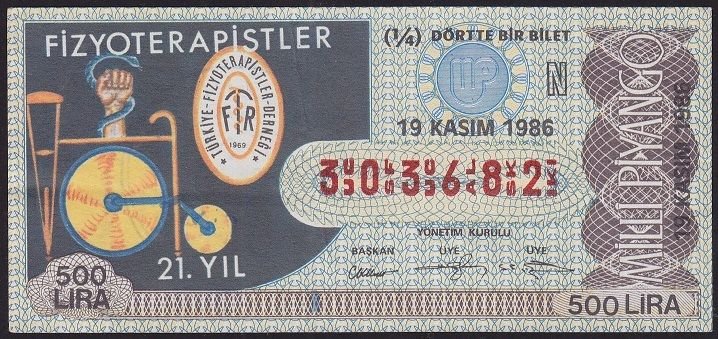 FİZYOTERAPİSTLER
TÜRKİYE-FİZYOTERAPİSTLER-DERNEĞİ
F R
1969
21. YIL
500
LİRA
(1/4) DÖRTTE BİR BİLET
MP
N
19 KASIM 1986
3 0 3 6 8 2
YÖNETİM KURULU
BAŞKAN ÜYE ÜYE
MİLLİ PİYANGO
19 KASIM 1986
500 LİRA